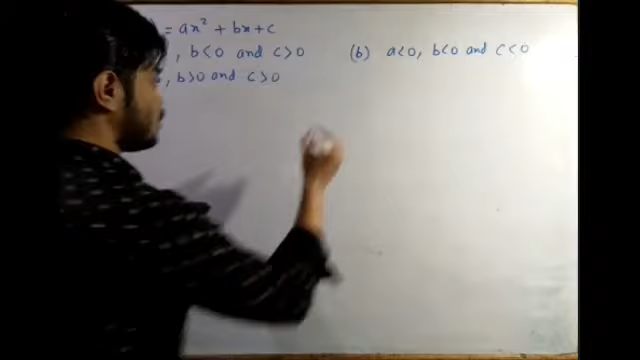 = ax² + bx + c
, b < 0 and c > 0 (b) a < 0, b < 0 and c < 0
, b > 0 and c > 0